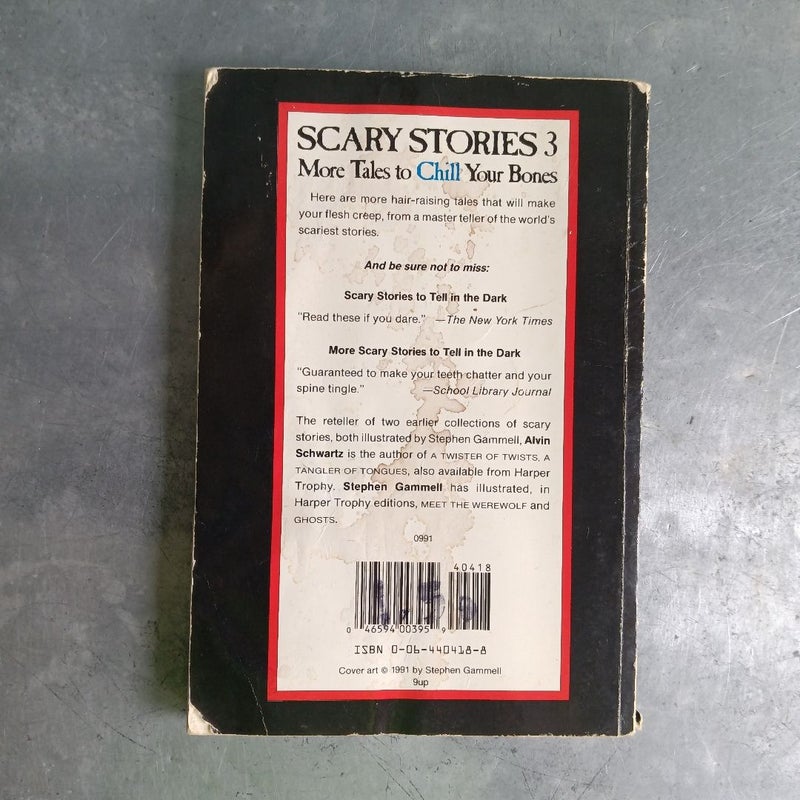 SCARY STORIES 3
More Tales to Chill Your Bones
Here are more hair-raising tales that will make
your flesh creep, from a master teller of the world's
scariest stories.
And be sure not to miss:
Scary Stories to Tell in the Dark
"Read these if you dare." —The New York Times
More Scary Stories to Tell in the Dark
"Guaranteed to make your teeth chatter and your
spine tingle." —School Library Journal
The reteller of two earlier collections of scary
stories, both illustrated by Stephen Gammell, Alvin
Schwartz is the author of A TWISTER OF TWISTS, A
TANGLER OF TONGUES, also available from Harper
Trophy. Stephen Gammell has illustrated, in
Harper Trophy editions, MEET THE WEREWOLF and
GHOSTS.
0991
40418
0 46594 00395 9
ISBN 0-06-440418-8
Cover art © 1991 by Stephen Gammell
9up